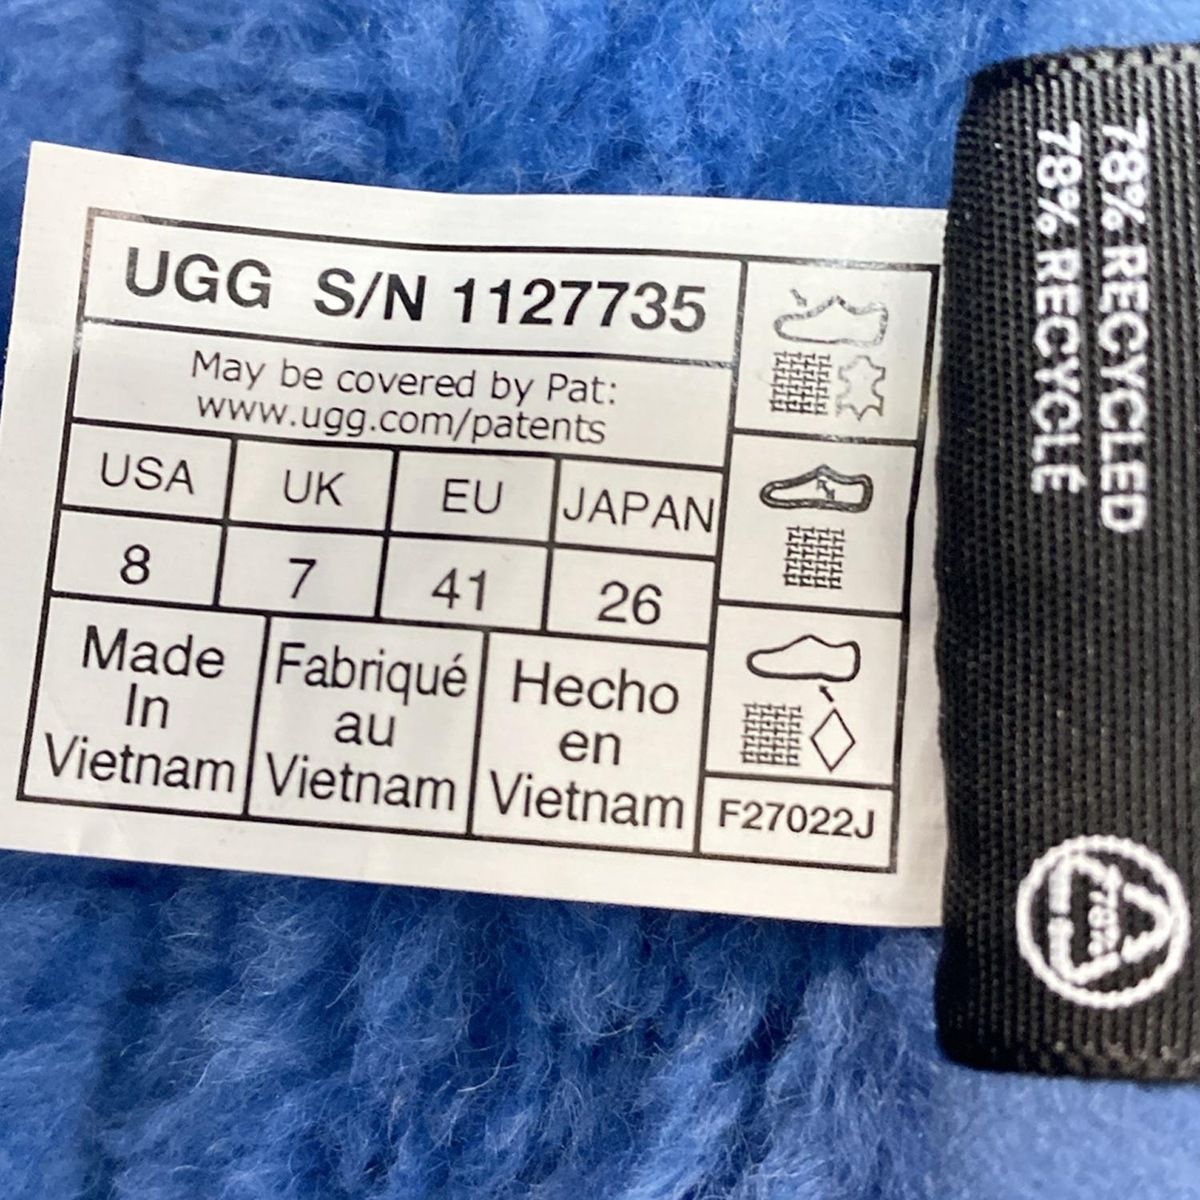 UGG S/N 1127735
May be covered by Pat:
www.ugg.com/patents
USA UK EU JAPAN
8 7 41 26
Made
In
Vietnam
Fabriqué
au
Vietnam
Hecho
en
Vietnam
F27022J
78% RECYCLED
78% RECYCLÉ